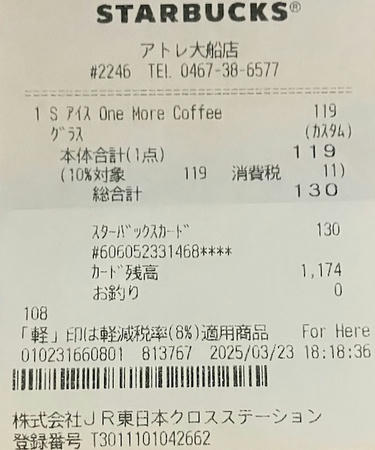 STARBUCKS®
アトレ大船店
#2246 TEL 0467-38-6577
1 S アイス One More Coffee 119
グラス (カスタム)
本体合計(1点) 119
(10%対象 119 消費税 11)
総合計 130
スターバックスカード 130
#606052331468****
カード残高 1,174
お釣り 0
108
「軽」印は軽減税率(8%)適用商品 For Here
010231660801 813767 2025/03/23 18:18:36
株式会社JR東日本クロスステーション
登録番号 T3011101042662